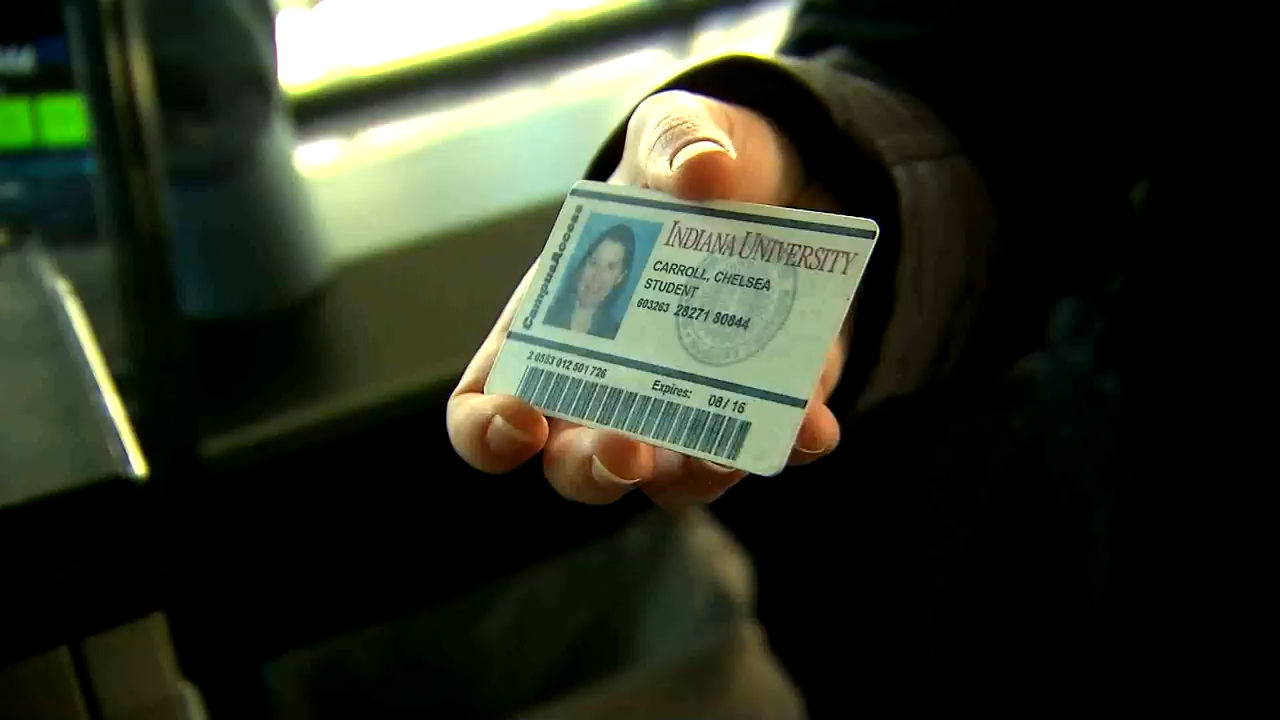 CampusAccess
INDIANA UNIVERSITY
CARROLL, CHELSEA
STUDENT
603263 28271 80844
2 0553 012 501 726
Expires: 08/16